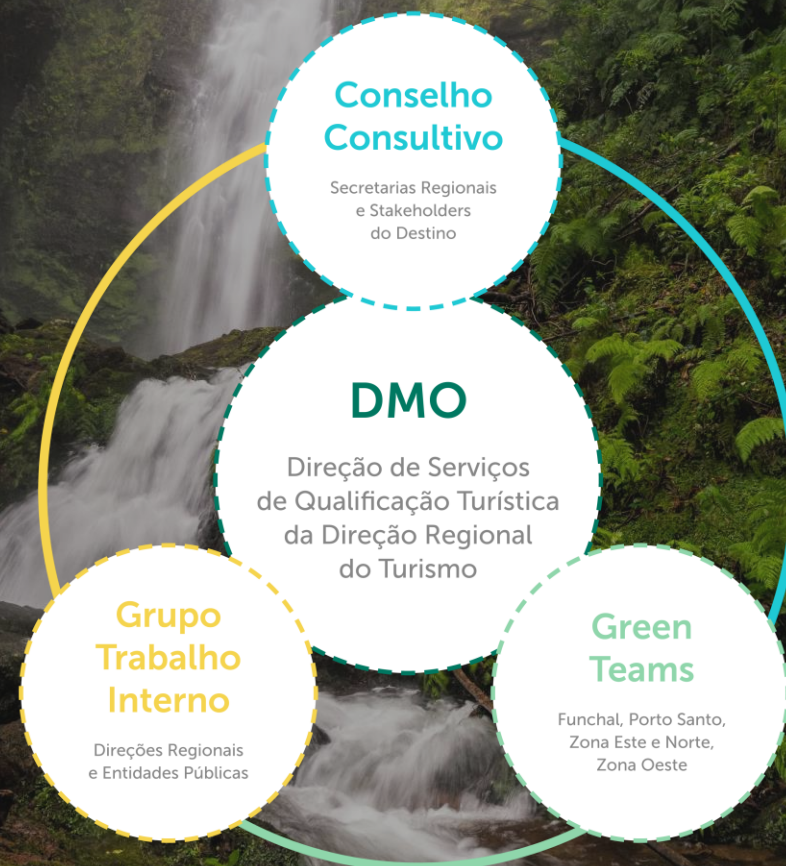 Conselho
Consultivo
Secretarias Regionais
e Stakeholders
do Destino
DMO
Direção de Serviços
de Qualificação Turística
da Direção Regional
do Turismo
Grupo
Trabalho
Interno
Direções Regionais
e Entidades Públicas
Green
Teams
Funchal, Porto Santo,
Zona Este e Norte,
Zona Oeste